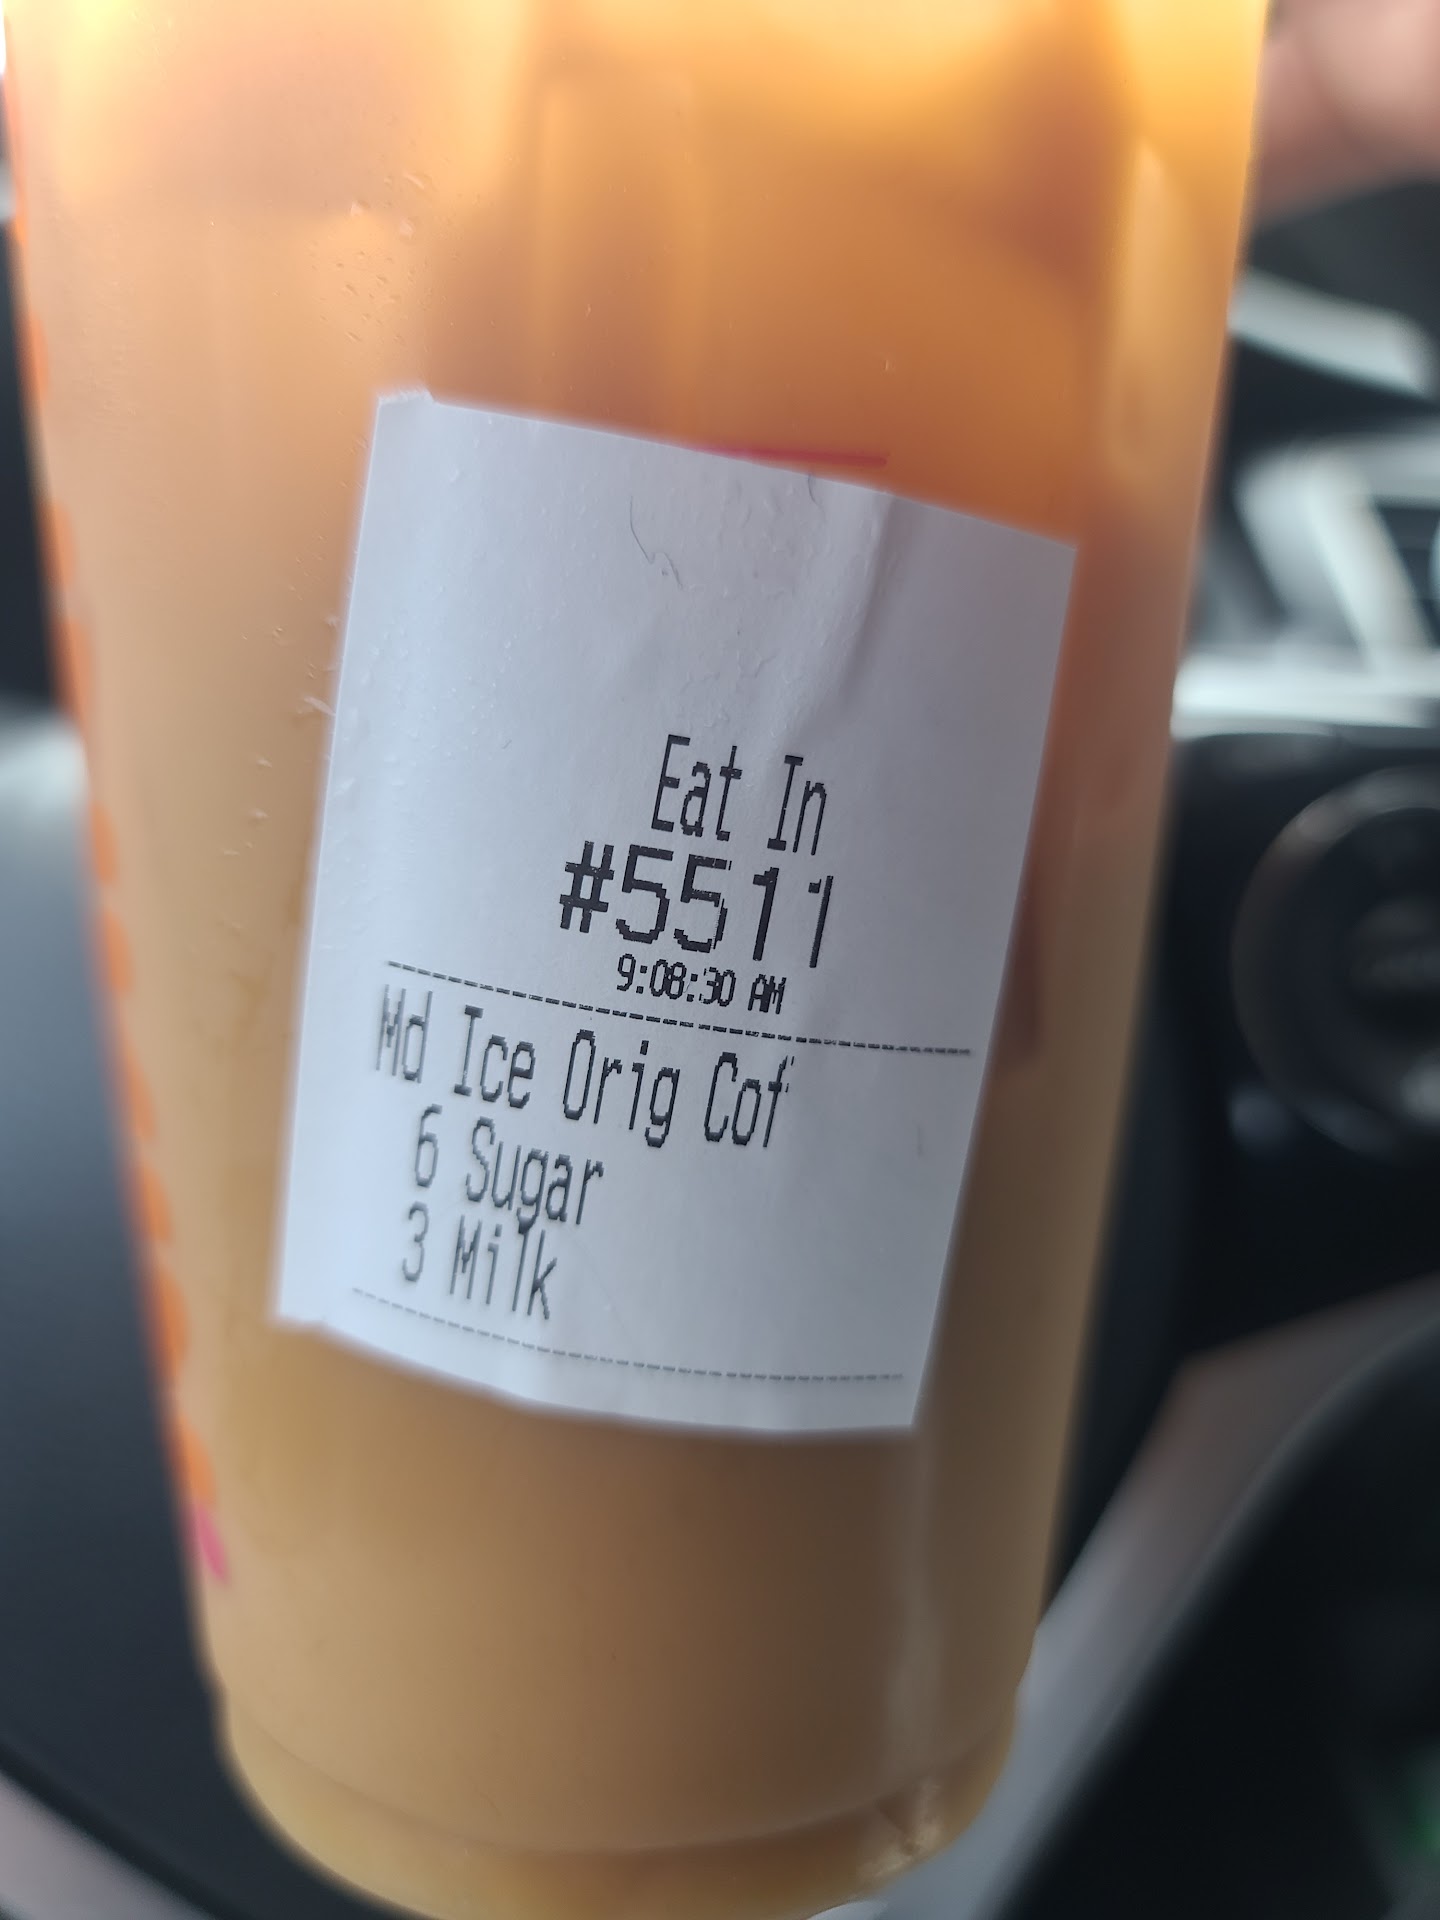 Eat In
#5511
9:08:30 AM
Md Ice Orig Cof
6 Sugar
3 Milk